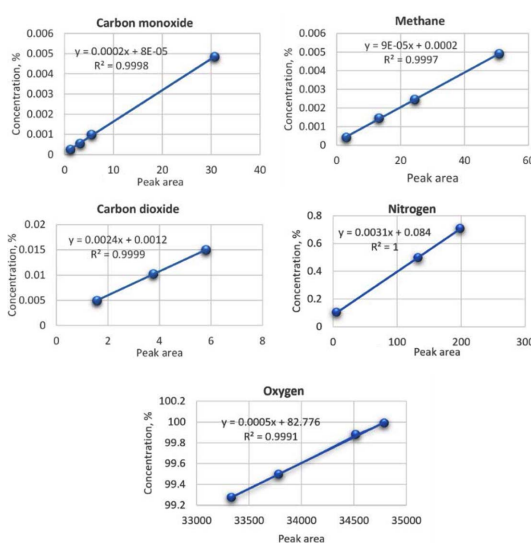 Carbon monoxide
0.006
0.005
0.004
0.003
0.002
0.001
0
y = 0.0002x + 8E-05
R² = 0.9998
Concentration, %
0 10 20 30 40
Peak area
Methane
0.006
0.005
0.004
0.003
0.002
0.001
0
y = 9E-05x + 0.0002
R² = 0.9997
Concentration, %
0 20 40 60
Peak area
Carbon dioxide
0.02
0.015
0.01
0.005
0
y = 0.0024x + 0.0012
R² = 0.9999
Concentration, %
0 2 4 6 8
Peak area
Nitrogen
0.8
0.6
0.4
0.2
0
y = 0.0031x + 0.084
R² = 1
Concentration, %
0 100 200 300
Peak area
Oxygen
100.2
100
99.8
99.6
99.4
99.2
y = 0.0005x + 82.776
R² = 0.9991
Concentration, %
33000 33500 34000 34500 35000
Peak area